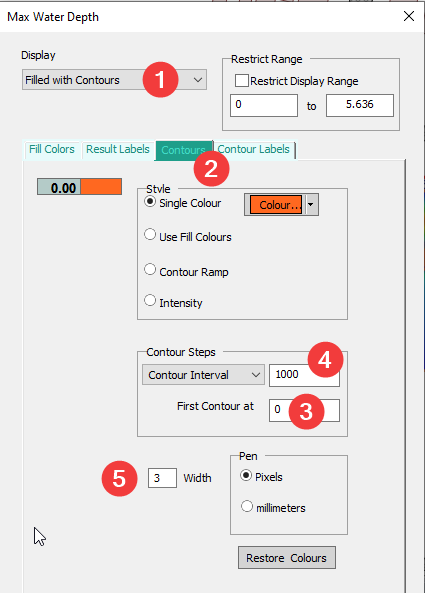 Max Water Depth
Display
Filled with Contours
1
Restrict Range
Restrict Display Range
0 to 5.636
Fill Colors Result Labels Contours Contour Labels
2
0.00
Style
Single Colour Colour...
Use Fill Colours
Contour Ramp
Intensity
Contour Steps
4
Contour Interval 1000
First Contour at 0
3
5
3 Width
Pen
Pixels
millimeters
Restore Colours